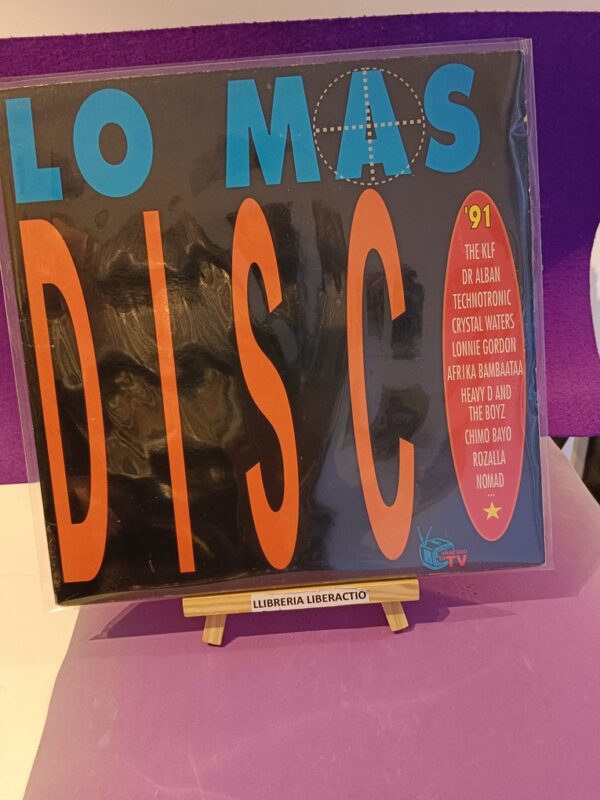 LO MAS
DISCO
'91
THE KLF
DR ALBAN
TECHNOTRONIC
CRYSTAL WATERS
LONNIE GORDON
AFRIKA BAMBAATAA
HEAVY D AND
THE BOYZ
CHIMO BAYO
ROZALLA
NOMAD
...
TV
LLIBRERIA LIBERACTIO